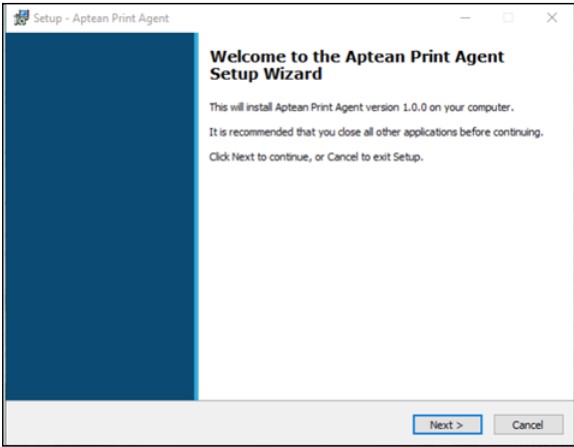 Setup - Aptean Print Agent
Welcome to the Aptean Print Agent
Setup Wizard
This will install Aptean Print Agent version 1.0.0 on your computer.
It is recommended that you close all other applications before continuing.
Click Next to continue, or Cancel to exit Setup.
Next >
Cancel